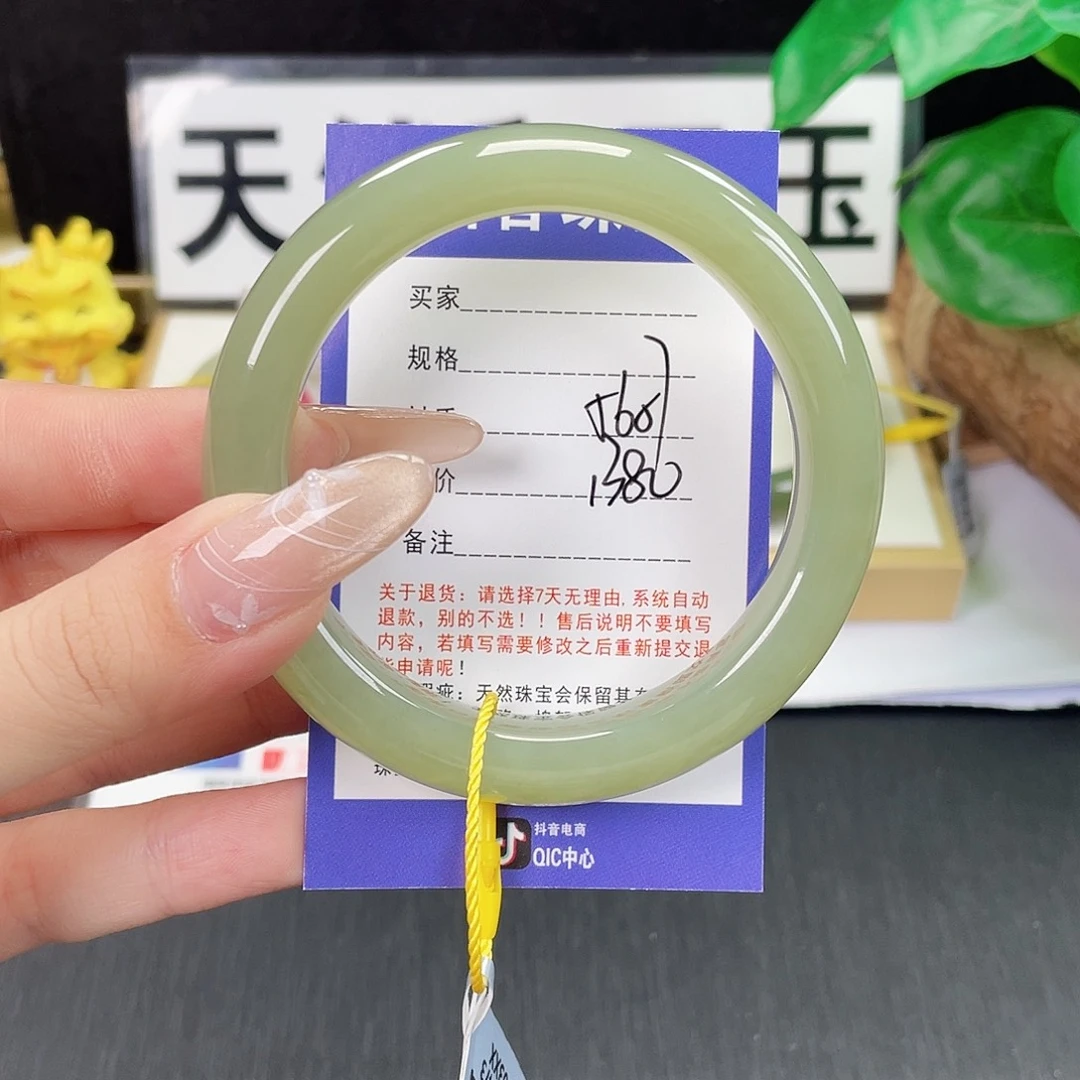 天
玉
买家
规格
560
1380
价
备注
关于退货：请选择7天无理由,系统自动
退款，别的不选！！售后说明不要填写
内容，若填写需要修改之后重新提交退
申请呢！
瑕疵：天然珠宝会保留其
抖音电商
QIC中心